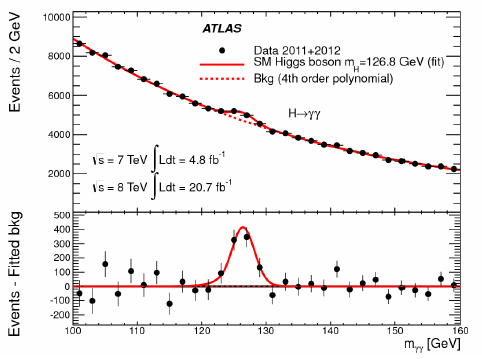 ATLAS
Data 2011+2012
SM Higgs boson mH=126.8 GeV (fit)
Bkg (4th order polynomial)
H→γγ
√s = 7 TeV ∫Ldt = 4.8 fb⁻¹
√s = 8 TeV ∫Ldt = 20.7 fb⁻¹
Events / 2 GeV
10000
8000
6000
4000
2000
Events - Fitted bkg
500
400
300
200
100
0
-100
-200
100 110 120 130 140 150 160
mγγ [GeV]